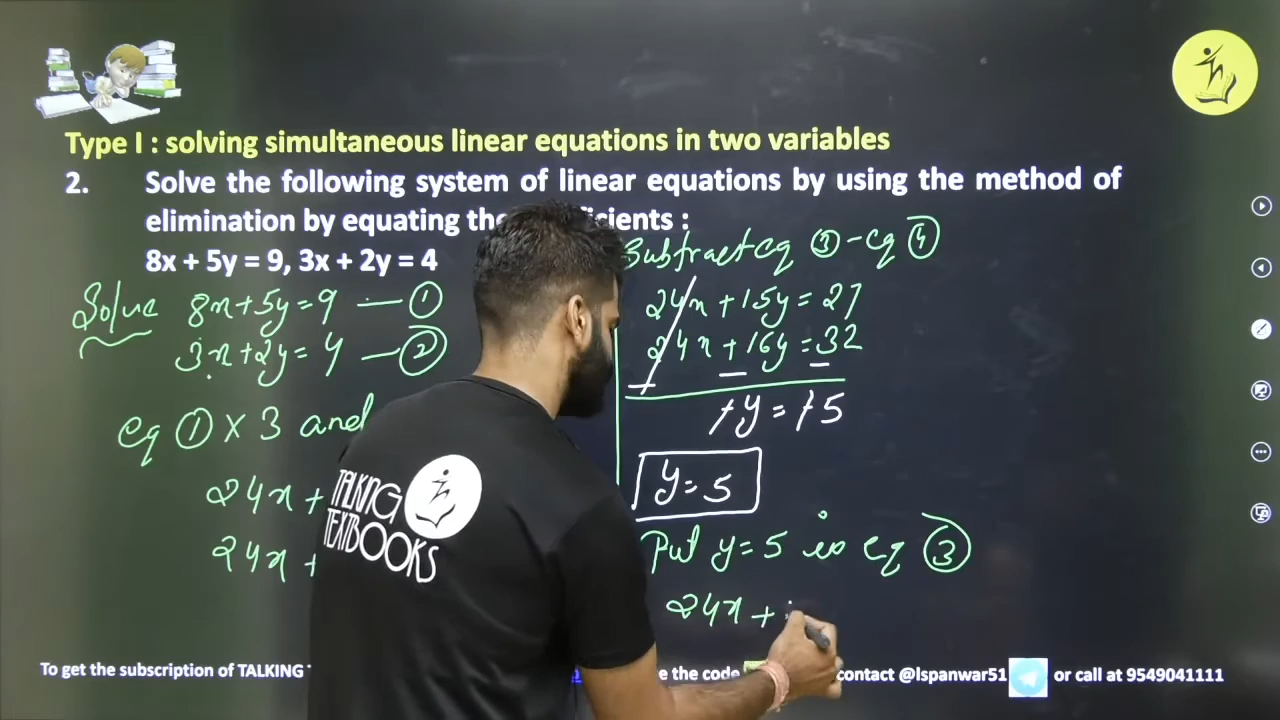 Type I : solving simultaneous linear equations in two variables
2. Solve the following system of linear equations by using the method of
elimination by equating the coefficients :
8x + 5y = 9, 3x + 2y = 4
Solve 8x+5y=9 — ①
3x+2y=4 — ②
eq ① × 3 and
24x +
24x +
Subtract eq ③ - eq ④
24x + 15y = 27
24x + 16y = 32
-y = -5
y = 5
Put y = 5 in eq ③
24x +
TALKING
TEXTBOOKS
To get the subscription of TALKING
e the code
contact @lspanwar51 or call at 9549041111